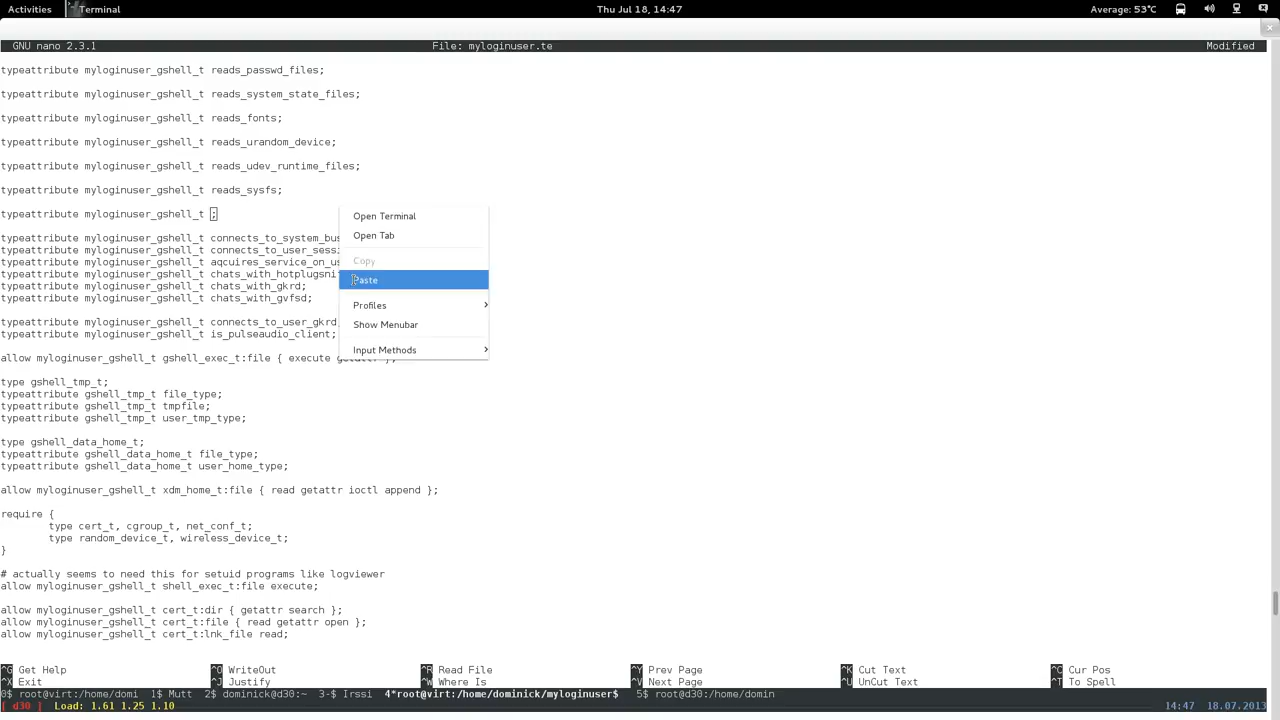 Activities Terminal Thu Jul 18, 14:47 Average: 53°C
GNU nano 2.3.1 File: myloginuser.te Modified
typeattribute myloginuser_gshell_t reads_passwd_files;
typeattribute myloginuser_gshell_t reads_system_state_files;
typeattribute myloginuser_gshell_t reads_fonts;
typeattribute myloginuser_gshell_t reads_urandom_device;
typeattribute myloginuser_gshell_t reads_udev_runtime_files;
typeattribute myloginuser_gshell_t reads_sysfs;
typeattribute myloginuser_gshell_t ;
Open Terminal
Open Tab
Copy
Paste
Profiles
Show Menubar
Input Methods
typeattribute myloginuser_gshell_t connects_to_system_bu
typeattribute myloginuser_gshell_t connects_to_user_sess
typeattribute myloginuser_gshell_t aqcuires_service_on_u
typeattribute myloginuser_gshell_t chats_with_hotplugsni
typeattribute myloginuser_gshell_t chats_with_gkrd;
typeattribute myloginuser_gshell_t chats_with_gvfsd;
typeattribute myloginuser_gshell_t connects_to_user_gkrd
typeattribute myloginuser_gshell_t is_pulseaudio_client;
allow myloginuser_gshell_t gshell_exec_t:file { execute getattr };
type gshell_tmp_t;
typeattribute gshell_tmp_t file_type;
typeattribute gshell_tmp_t tmpfile;
typeattribute gshell_tmp_t user_tmp_type;
type gshell_data_home_t;
typeattribute gshell_data_home_t file_type;
typeattribute gshell_data_home_t user_home_type;
allow myloginuser_gshell_t xdm_home_t:file { read getattr ioctl append };
require {
type cert_t, cgroup_t, net_conf_t;
type random_device_t, wireless_device_t;
}
# actually seems to need this for setuid programs like logviewer
allow myloginuser_gshell_t shell_exec_t:file execute;
allow myloginuser_gshell_t cert_t:dir { getattr search };
allow myloginuser_gshell_t cert_t:file { read getattr open };
allow myloginuser_gshell_t cert_t:lnk_file read;
^G Get Help ^O WriteOut ^R Read File ^Y Prev Page ^K Cut Text ^C Cur Pos
^X Exit ^J Justify ^W Where Is ^V Next Page ^U UnCut Text ^T To Spell
0$ root@virt:/home/domi 1$ Mutt 2$ dominick@d30:~ 3-$ Irssi 4*root@virt:/home/dominick/myloginuser$ 5$ root@d30:/home/domin
[ d30 ] Load: 1.61 1.25 1.10 14:47 18.07.2013